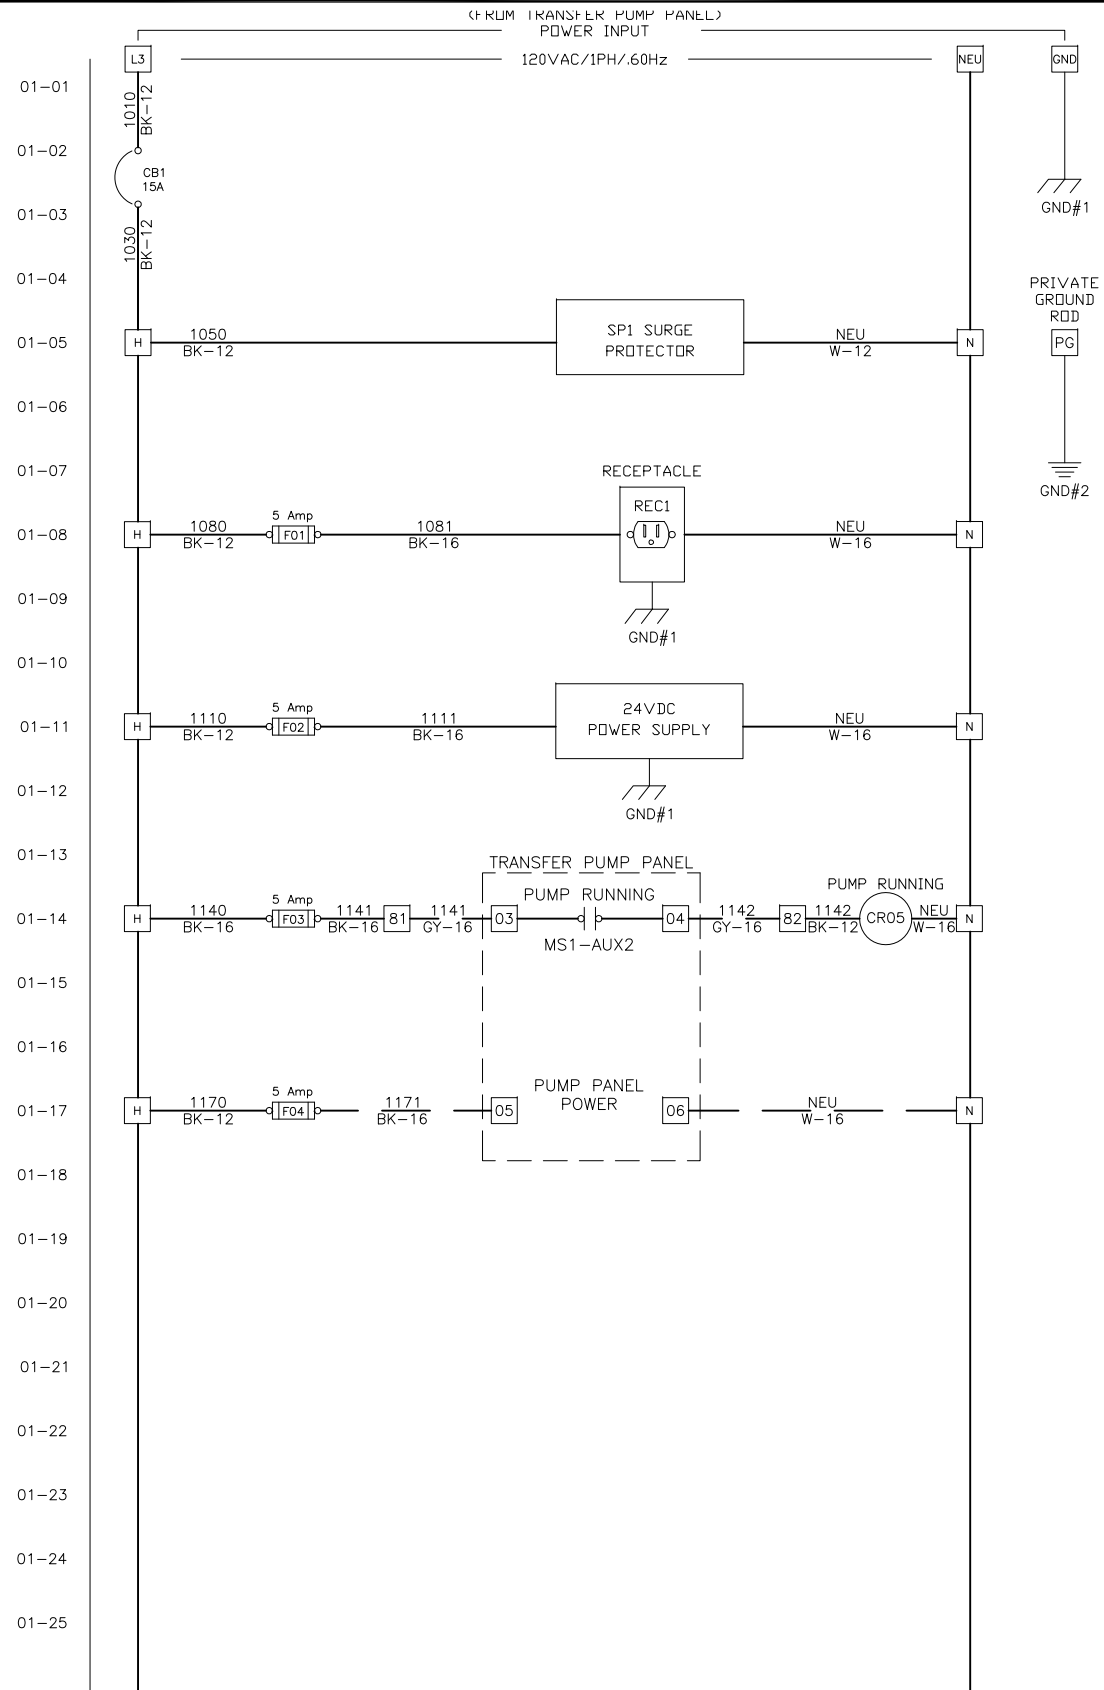 (FROM TRANSFER PUMP PANEL)
POWER INPUT
L3
120VAC/1PH/.60Hz
NEU
GND
01-01
1010
BK-12
01-02
CB1
15A
GND#1
01-03
1030
BK-12
01-04
PRIVATE
GROUND
ROD
PG
01-05
H
1050
BK-12
SP1 SURGE
PROTECTOR
NEU
W-12
N
01-06
01-07
RECEPTACLE
GND#2
01-08
H
1080
BK-12
5 Amp
F01
1081
BK-16
REC1
NEU
W-16
N
01-09
GND#1
01-10
01-11
H
1110
BK-12
5 Amp
F02
1111
BK-16
24VDC
POWER SUPPLY
NEU
W-16
N
01-12
GND#1
01-13
TRANSFER PUMP PANEL
01-14
H
1140
BK-16
5 Amp
F03
1141
BK-16
81
1141
GY-16
03
PUMP RUNNING
MS1-AUX2
04
1142
GY-16
82
1142
BK-12
PUMP RUNNING
CR05
NEU
W-16
N
01-15
01-16
01-17
H
1170
BK-12
5 Amp
F04
1171
BK-16
05
PUMP PANEL
POWER
06
NEU
W-16
N
01-18
01-19
01-20
01-21
01-22
01-23
01-24
01-25